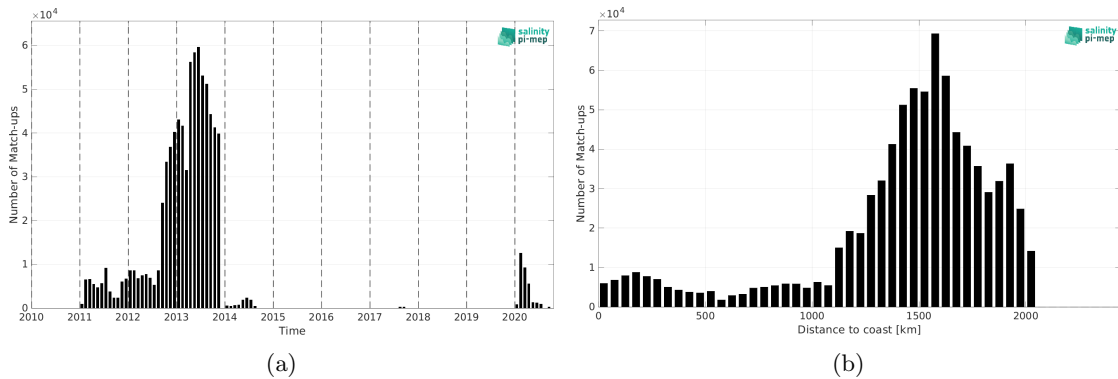 ×10⁴
6
5
4
3
2
1
0
Number of Match-ups
2010 2011 2012 2013 2014 2015 2016 2017 2018 2019 2020
Time
salinity
pi-mep
(a)
×10⁴
7
6
5
4
3
2
1
0
Number of Match-ups
0 500 1000 1500 2000
Distance to coast [km]
salinity
pi-mep
(b)